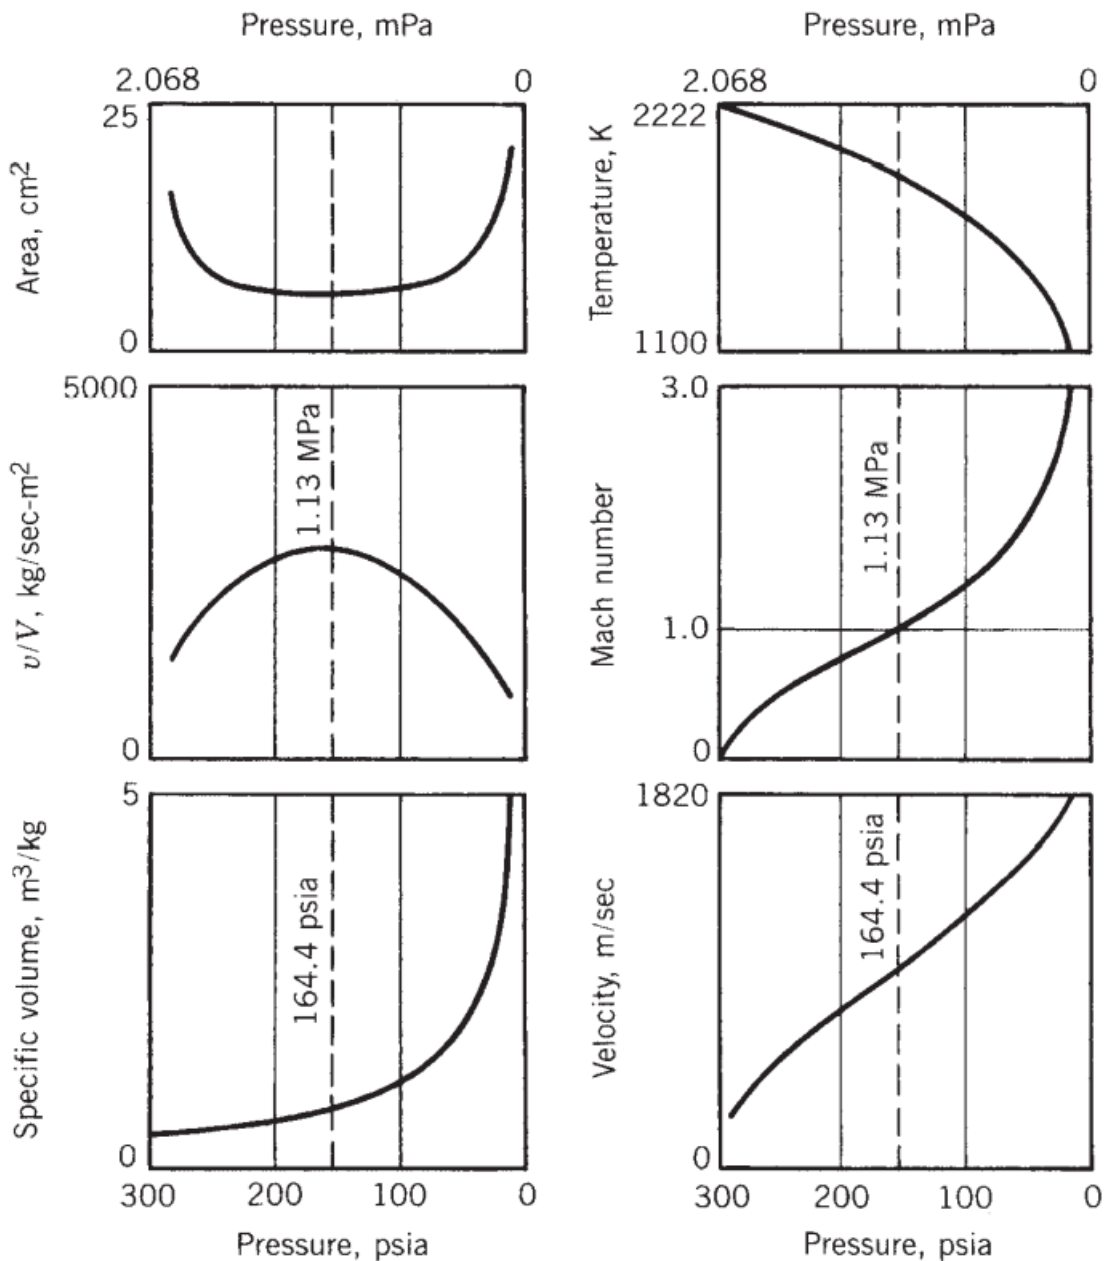 Pressure, mPa
2.068 0
25
Area, cm²
0
5000
1.13 MPa
v/V, kg/sec-m²
0
5
Specific volume, m³/kg
164.4 psia
0
300 200 100 0
Pressure, psia
Pressure, mPa
2.068 0
2222
Temperature, K
1100
3.0
1.13 MPa
Mach number
1.0
0
1820
164.4 psia
Velocity, m/sec
0
300 200 100 0
Pressure, psia